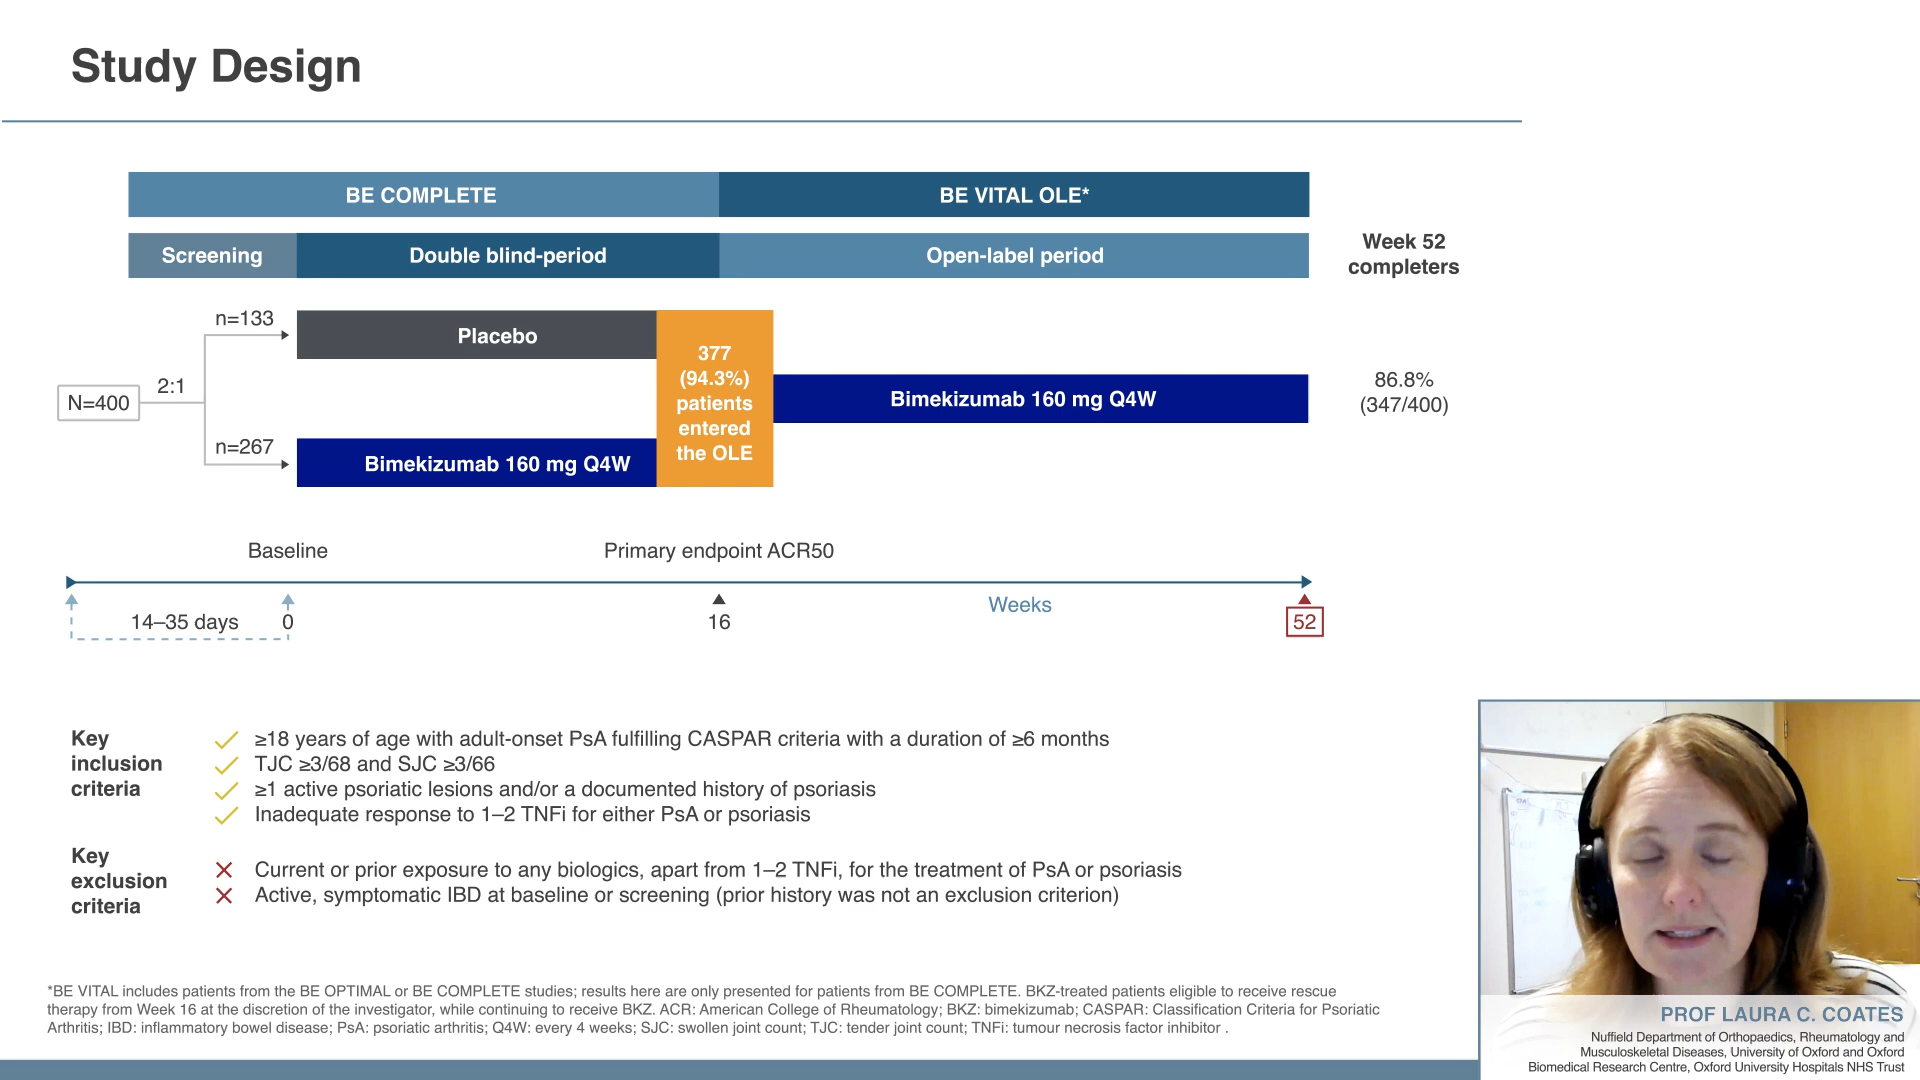 Study Design
BE COMPLETE
BE VITAL OLE*
Screening
Double blind-period
Open-label period
Week 52
completers
N=400
2:1
n=133
Placebo
n=267
Bimekizumab 160 mg Q4W
377
(94.3%)
patients
entered
the OLE
Bimekizumab 160 mg Q4W
86.8%
(347/400)
Baseline
Primary endpoint ACR50
14–35 days
0
16
Weeks
52
Key
inclusion
criteria
≥18 years of age with adult-onset PsA fulfilling CASPAR criteria with a duration of ≥6 months
TJC ≥3/68 and SJC ≥3/66
≥1 active psoriatic lesions and/or a documented history of psoriasis
Inadequate response to 1–2 TNFi for either PsA or psoriasis
Key
exclusion
criteria
Current or prior exposure to any biologics, apart from 1–2 TNFi, for the treatment of PsA or psoriasis
Active, symptomatic IBD at baseline or screening (prior history was not an exclusion criterion)
*BE VITAL includes patients from the BE OPTIMAL or BE COMPLETE studies; results here are only presented for patients from BE COMPLETE. BKZ-treated patients eligible to receive rescue
therapy from Week 16 at the discretion of the investigator, while continuing to receive BKZ. ACR: American College of Rheumatology; BKZ: bimekizumab; CASPAR: Classification Criteria for Psoriatic
Arthritis; IBD: inflammatory bowel disease; PsA: psoriatic arthritis; Q4W: every 4 weeks; SJC: swollen joint count; TJC: tender joint count; TNFi: tumour necrosis factor inhibitor .
PROF LAURA C. COATES
Nuffield Department of Orthopaedics, Rheumatology and
Musculoskeletal Diseases, University of Oxford and Oxford
Biomedical Research Centre, Oxford University Hospitals NHS Trust